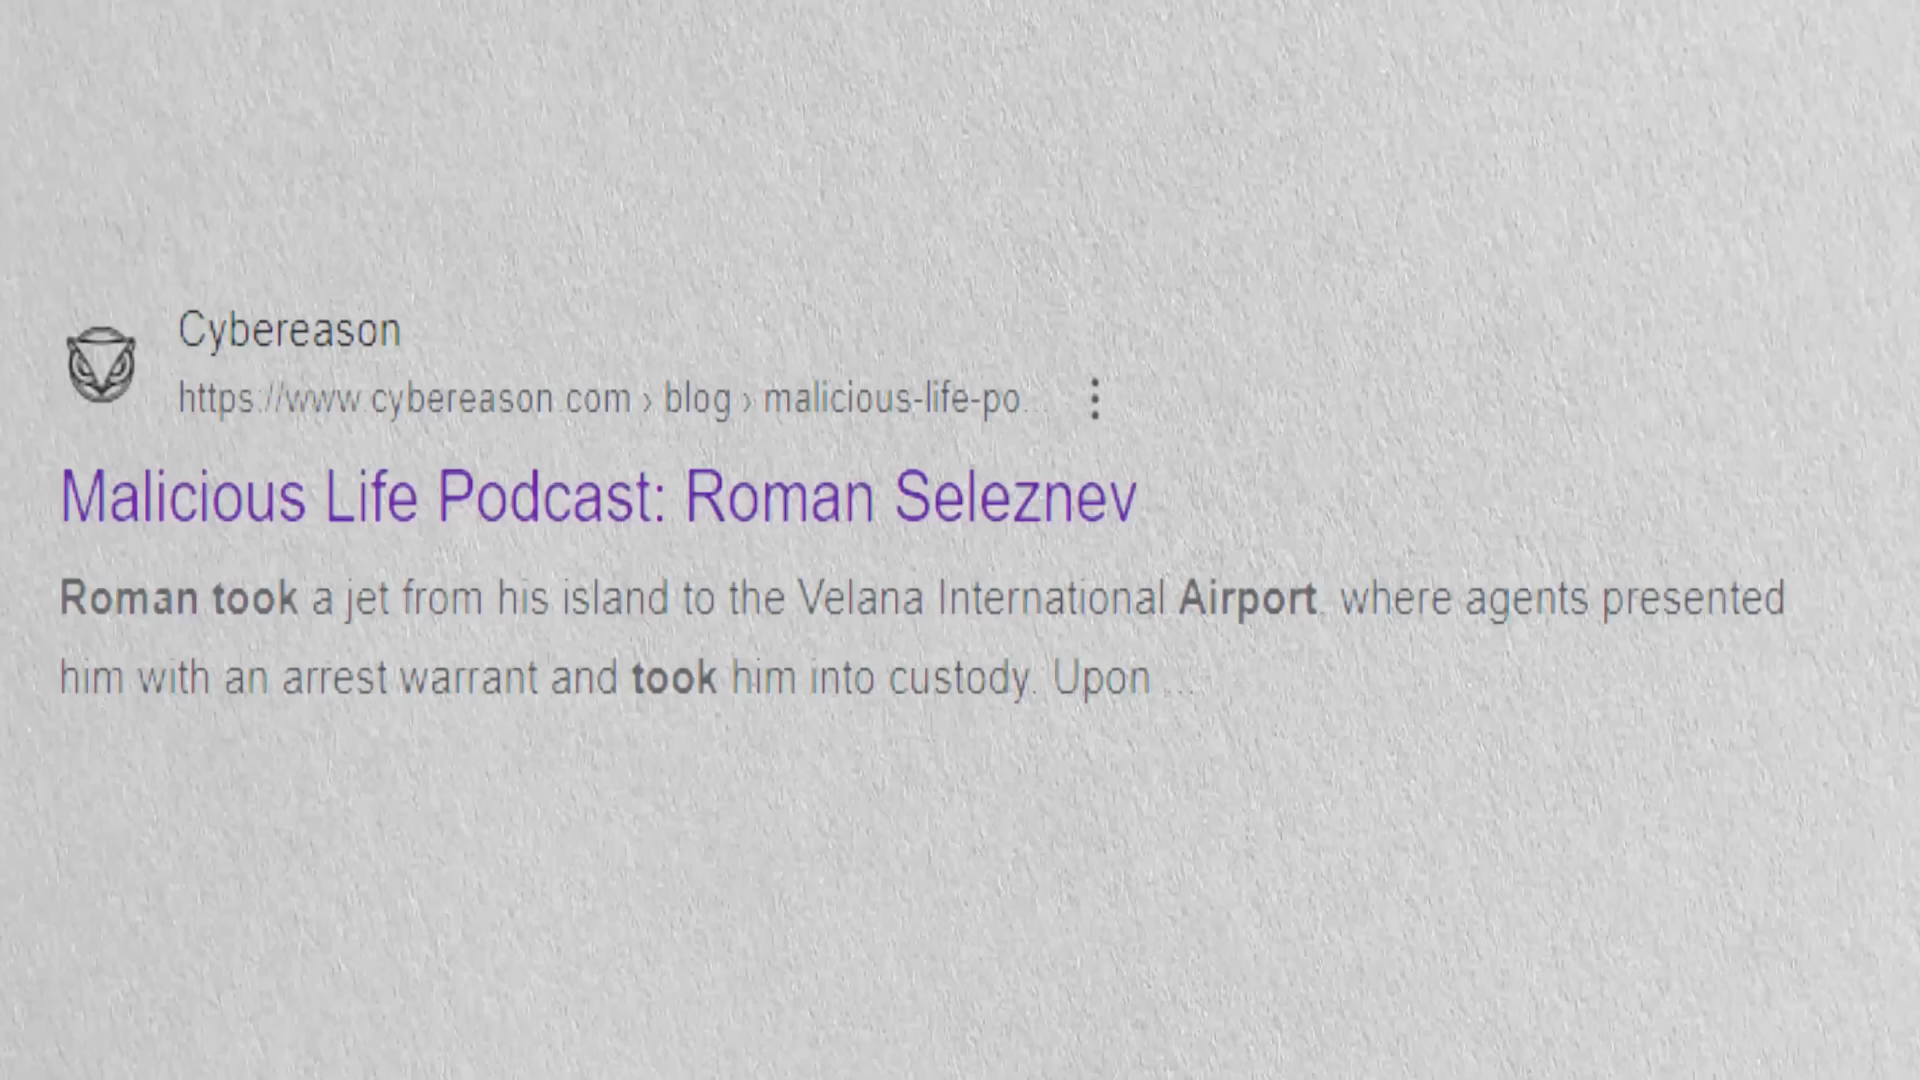 Cybereason
https://www.cybereason.com › blog › malicious-life-po...
Malicious Life Podcast: Roman Seleznev
Roman took a jet from his island to the Velana International Airport, where agents presented
him with an arrest warrant and took him into custody. Upon ...